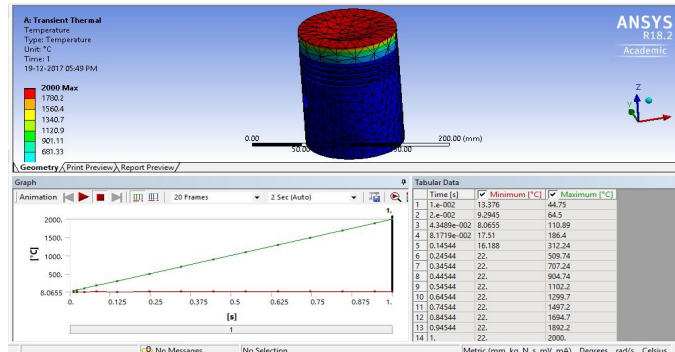 A: Transient Thermal
Temperature
Type: Temperature
Unit: °C
Time: 1
19-12-2017 05:49 PM
2000 Max
1780.2
1560.4
1340.7
1120.9
901.11
681.33
ANSYS
R18.2
Academic
Z
Y
0.00
200.00 (mm)
50.00
Geometry Print Preview Report Preview
Graph
Animation
20 Frames
2 Sec (Auto)
1.
2000.
1500.
1000.
500.
8.0655
[°C]
0.
0.125
0.25
0.375
0.5
0.625
0.75
0.875
1.
[s]
1
Tabular Data
Time [s] Minimum [°C] Maximum [°C]
1 1.e-002 13.376 44.75
2 2.e-002 9.2945 64.5
3 4.3489e-002 8.0655 110.89
4 8.1719e-002 17.51 186.4
5 0.14544 16.188 312.24
6 0.24544 22. 509.74
7 0.34544 22. 707.24
8 0.44544 22. 904.74
9 0.54544 22. 1102.2
10 0.64544 22. 1299.7
11 0.74544 22. 1497.2
12 0.84544 22. 1694.7
13 0.94544 22. 1892.2
14 1. 22. 2000.
No Messages
No Selection
Metric (mm, kg, N, s, mV, mA) Degrees rad/s Celsius